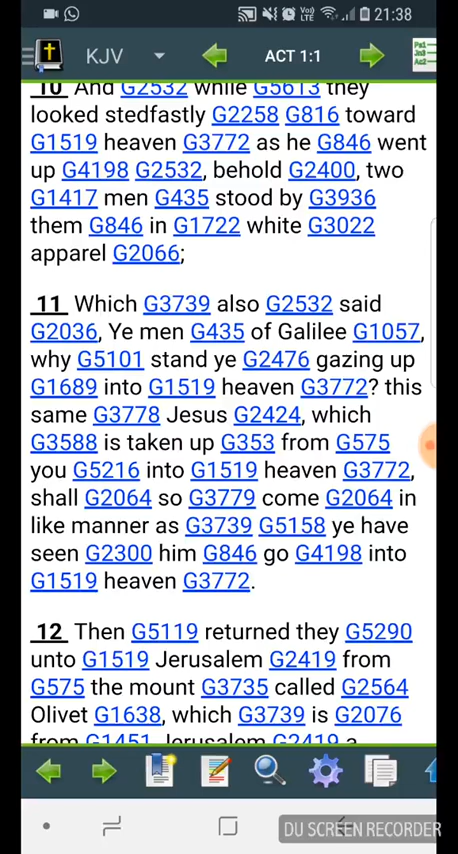 Voo) LTE 21:38
KJV ACT 1:1
10 And G2532 while G5613 they
looked stedfastly G2258 G816 toward
G1519 heaven G3772 as he G846 went
up G4198 G2532, behold G2400, two
G1417 men G435 stood by G3936
them G846 in G1722 white G3022
apparel G2066;
11 Which G3739 also G2532 said
G2036, Ye men G435 of Galilee G1057,
why G5101 stand ye G2476 gazing up
G1689 into G1519 heaven G3772? this
same G3778 Jesus G2424, which
G3588 is taken up G353 from G575
you G5216 into G1519 heaven G3772,
shall G2064 so G3779 come G2064 in
like manner as G3739 G5158 ye have
seen G2300 him G846 go G4198 into
G1519 heaven G3772.
12 Then G5119 returned they G5290
unto G1519 Jerusalem G2419 from
G575 the mount G3735 called G2564
Olivet G1638, which G3739 is G2076
from G1451 Jerusalem G2419 a
DU SCREEN RECORDER